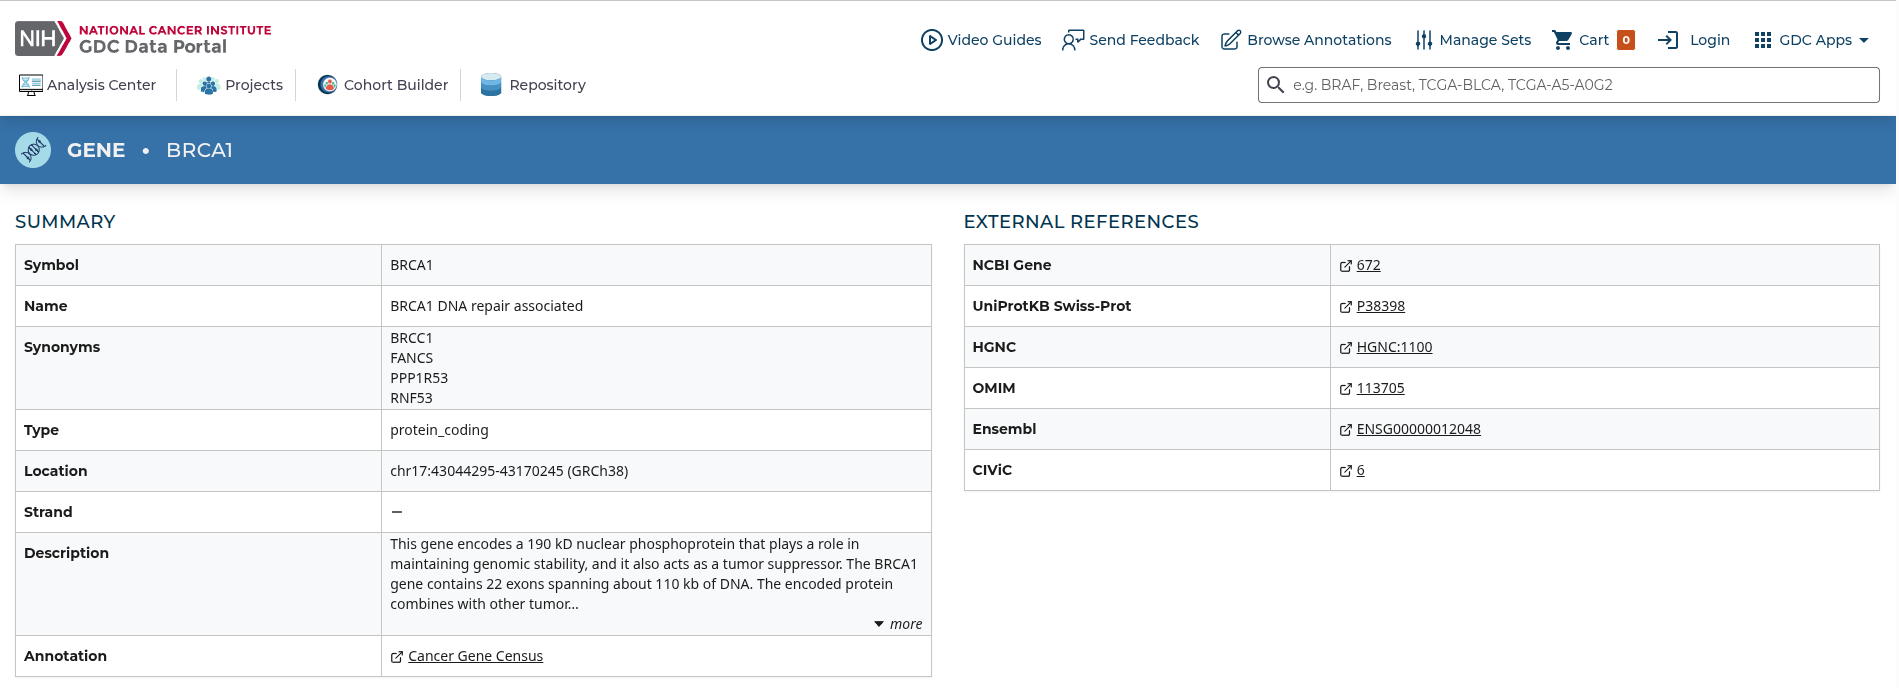 NIH NATIONAL CANCER INSTITUTE
GDC Data Portal
Video Guides Send Feedback Browse Annotations Manage Sets Cart 0 Login GDC Apps
Analysis Center Projects Cohort Builder Repository e.g. BRAF, Breast, TCGA-BLCA, TCGA-A5-A0G2
GENE • BRCA1
SUMMARY
Symbol BRCA1
Name BRCA1 DNA repair associated
Synonyms BRCC1
FANCS
PPP1R53
RNF53
Type protein_coding
Location chr17:43044295-43170245 (GRCh38)
Strand —
Description This gene encodes a 190 kD nuclear phosphoprotein that plays a role in
maintaining genomic stability, and it also acts as a tumor suppressor. The BRCA1
gene contains 22 exons spanning about 110 kb of DNA. The encoded protein
combines with other tumor...
more
Annotation Cancer Gene Census
EXTERNAL REFERENCES
NCBI Gene 672
UniProtKB Swiss-Prot P38398
HGNC HGNC:1100
OMIM 113705
Ensembl ENSG00000012048
CIViC 6